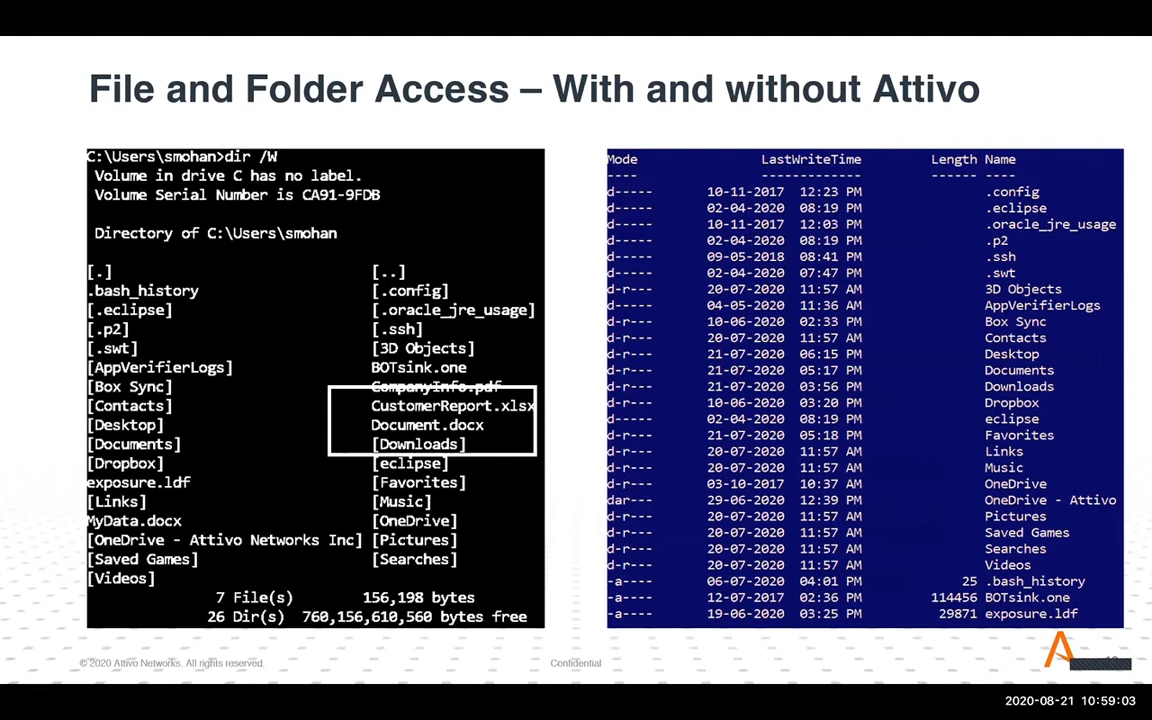 File and Folder Access – With and without Attivo
C:\Users\smohan>dir /W
Volume in drive C has no label.
Volume Serial Number is CA91-9FDB
Directory of C:\Users\smohan
[.] [..]
.bash_history [.config]
[.eclipse] [.oracle_jre_usage]
[.p2] [.ssh]
[.swt] [3D Objects]
[AppVerifierLogs] BOTsink.one
[Box Sync] CompanyInfo.pdf
[Contacts] CustomerReport.xlsx
[Desktop] Document.docx
[Documents] [Downloads]
[Dropbox] [eclipse]
exposure.ldf [Favorites]
[Links] [Music]
MyData.docx [OneDrive]
[OneDrive - Attivo Networks Inc] [Pictures]
[Saved Games] [Searches]
[Videos]
7 File(s) 156,198 bytes
26 Dir(s) 760,156,610,560 bytes free
Mode LastWriteTime Length Name
---- ------------- ------ ----
d----- 10-11-2017 12:23 PM .config
d----- 02-04-2020 08:19 PM .eclipse
d----- 10-11-2017 12:03 PM .oracle_jre_usage
d----- 02-04-2020 08:19 PM .p2
d----- 09-05-2018 08:41 PM .ssh
d----- 02-04-2020 07:47 PM .swt
d-r--- 20-07-2020 11:57 AM 3D Objects
d----- 04-05-2020 11:36 AM AppVerifierLogs
d-r--- 10-06-2020 02:33 PM Box Sync
d-r--- 20-07-2020 11:57 AM Contacts
d-r--- 21-07-2020 06:15 PM Desktop
d-r--- 21-07-2020 05:17 PM Documents
d-r--- 21-07-2020 03:56 PM Downloads
d-r--- 10-06-2020 03:20 PM Dropbox
d----- 02-04-2020 08:19 PM eclipse
d-r--- 21-07-2020 05:18 PM Favorites
d-r--- 20-07-2020 11:57 AM Links
d-r--- 20-07-2020 11:57 AM Music
d-r--- 03-10-2017 10:37 AM OneDrive
dar--- 29-06-2020 12:39 PM OneDrive - Attivo
d-r--- 20-07-2020 11:57 AM Pictures
d-r--- 20-07-2020 11:57 AM Saved Games
d-r--- 20-07-2020 11:57 AM Searches
d-r--- 20-07-2020 11:57 AM Videos
-a---- 06-07-2020 04:01 PM 25 .bash_history
-a---- 12-07-2017 02:36 PM 114456 BOTsink.one
-a---- 19-06-2020 03:25 PM 29871 exposure.ldf
© 2020 Attivo Networks. All rights reserved. Confidential
2020-08-21 10:59:03